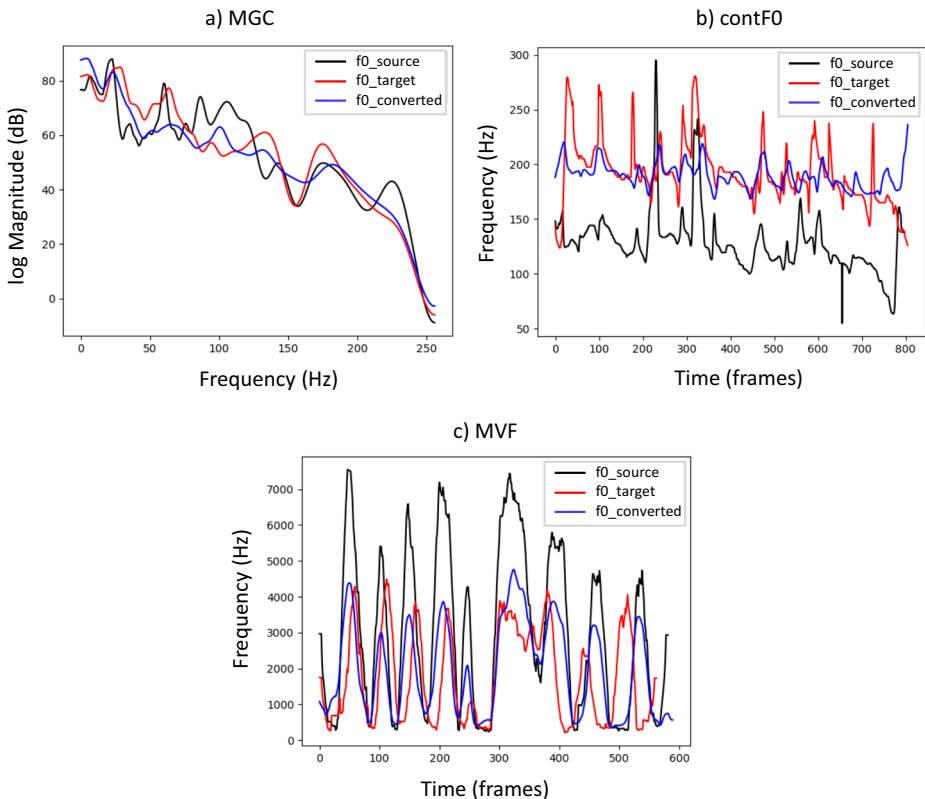 a) MGC
f0_source
f0_target
f0_converted
80
60
40
20
0
log Magnitude (dB)
0
50
100
150
200
250
Frequency (Hz)
b) contF0
f0_source
f0_target
f0_converted
300
250
200
150
100
50
Frequency (Hz)
0
100
200
300
400
500
600
700
800
Time (frames)
c) MVF
f0_source
f0_target
f0_converted
7000
6000
5000
4000
3000
2000
1000
0
Frequency (Hz)
0
100
200
300
400
500
600
Time (frames)